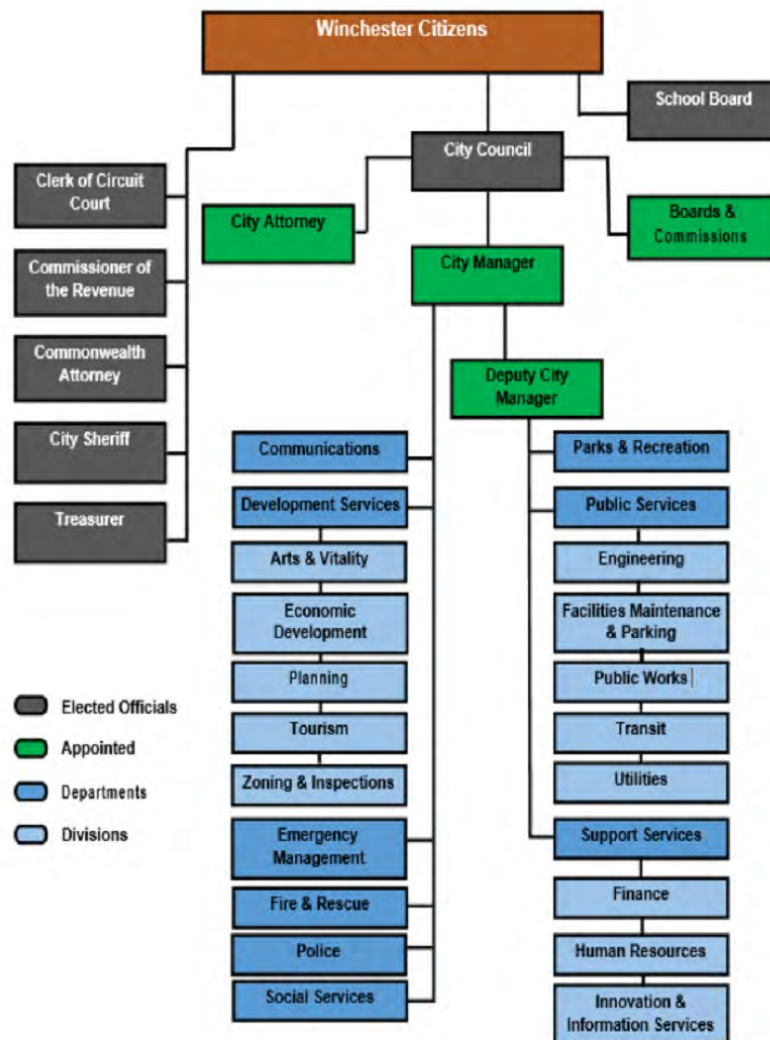 Winchester Citizens
School Board
City Council
Clerk of Circuit
Court
City Attorney
Boards &
Commissions
City Manager
Commissioner of
the Revenue
Commonwealth
Attorney
Deputy City
Manager
City Sheriff
Treasurer
Communications
Development Services
Arts & Vitality
Economic
Development
Planning
Tourism
Zoning & Inspections
Emergency
Management
Fire & Rescue
Police
Social Services
Parks & Recreation
Public Services
Engineering
Facilities Maintenance
& Parking
Public Works
Transit
Utilities
Support Services
Finance
Human Resources
Innovation &
Information Services
Elected Officials
Appointed
Departments
Divisions